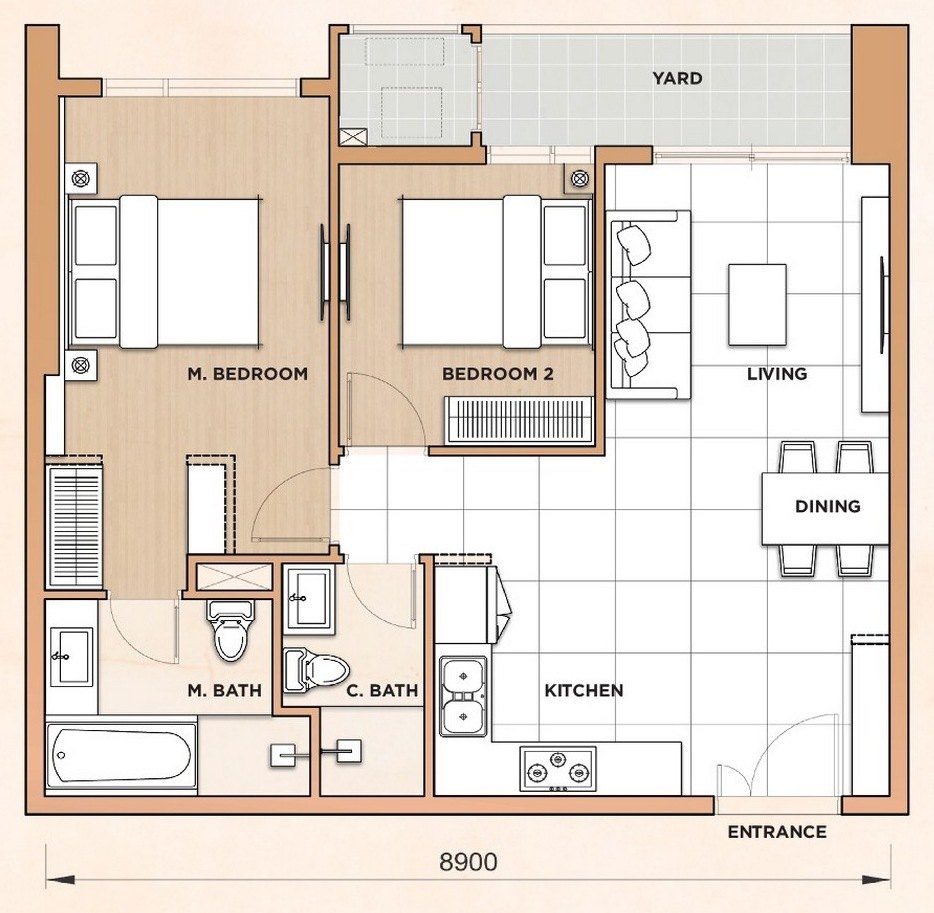 YARD
M. BEDROOM
BEDROOM 2
LIVING
DINING
M. BATH
C. BATH
KITCHEN
ENTRANCE
8900